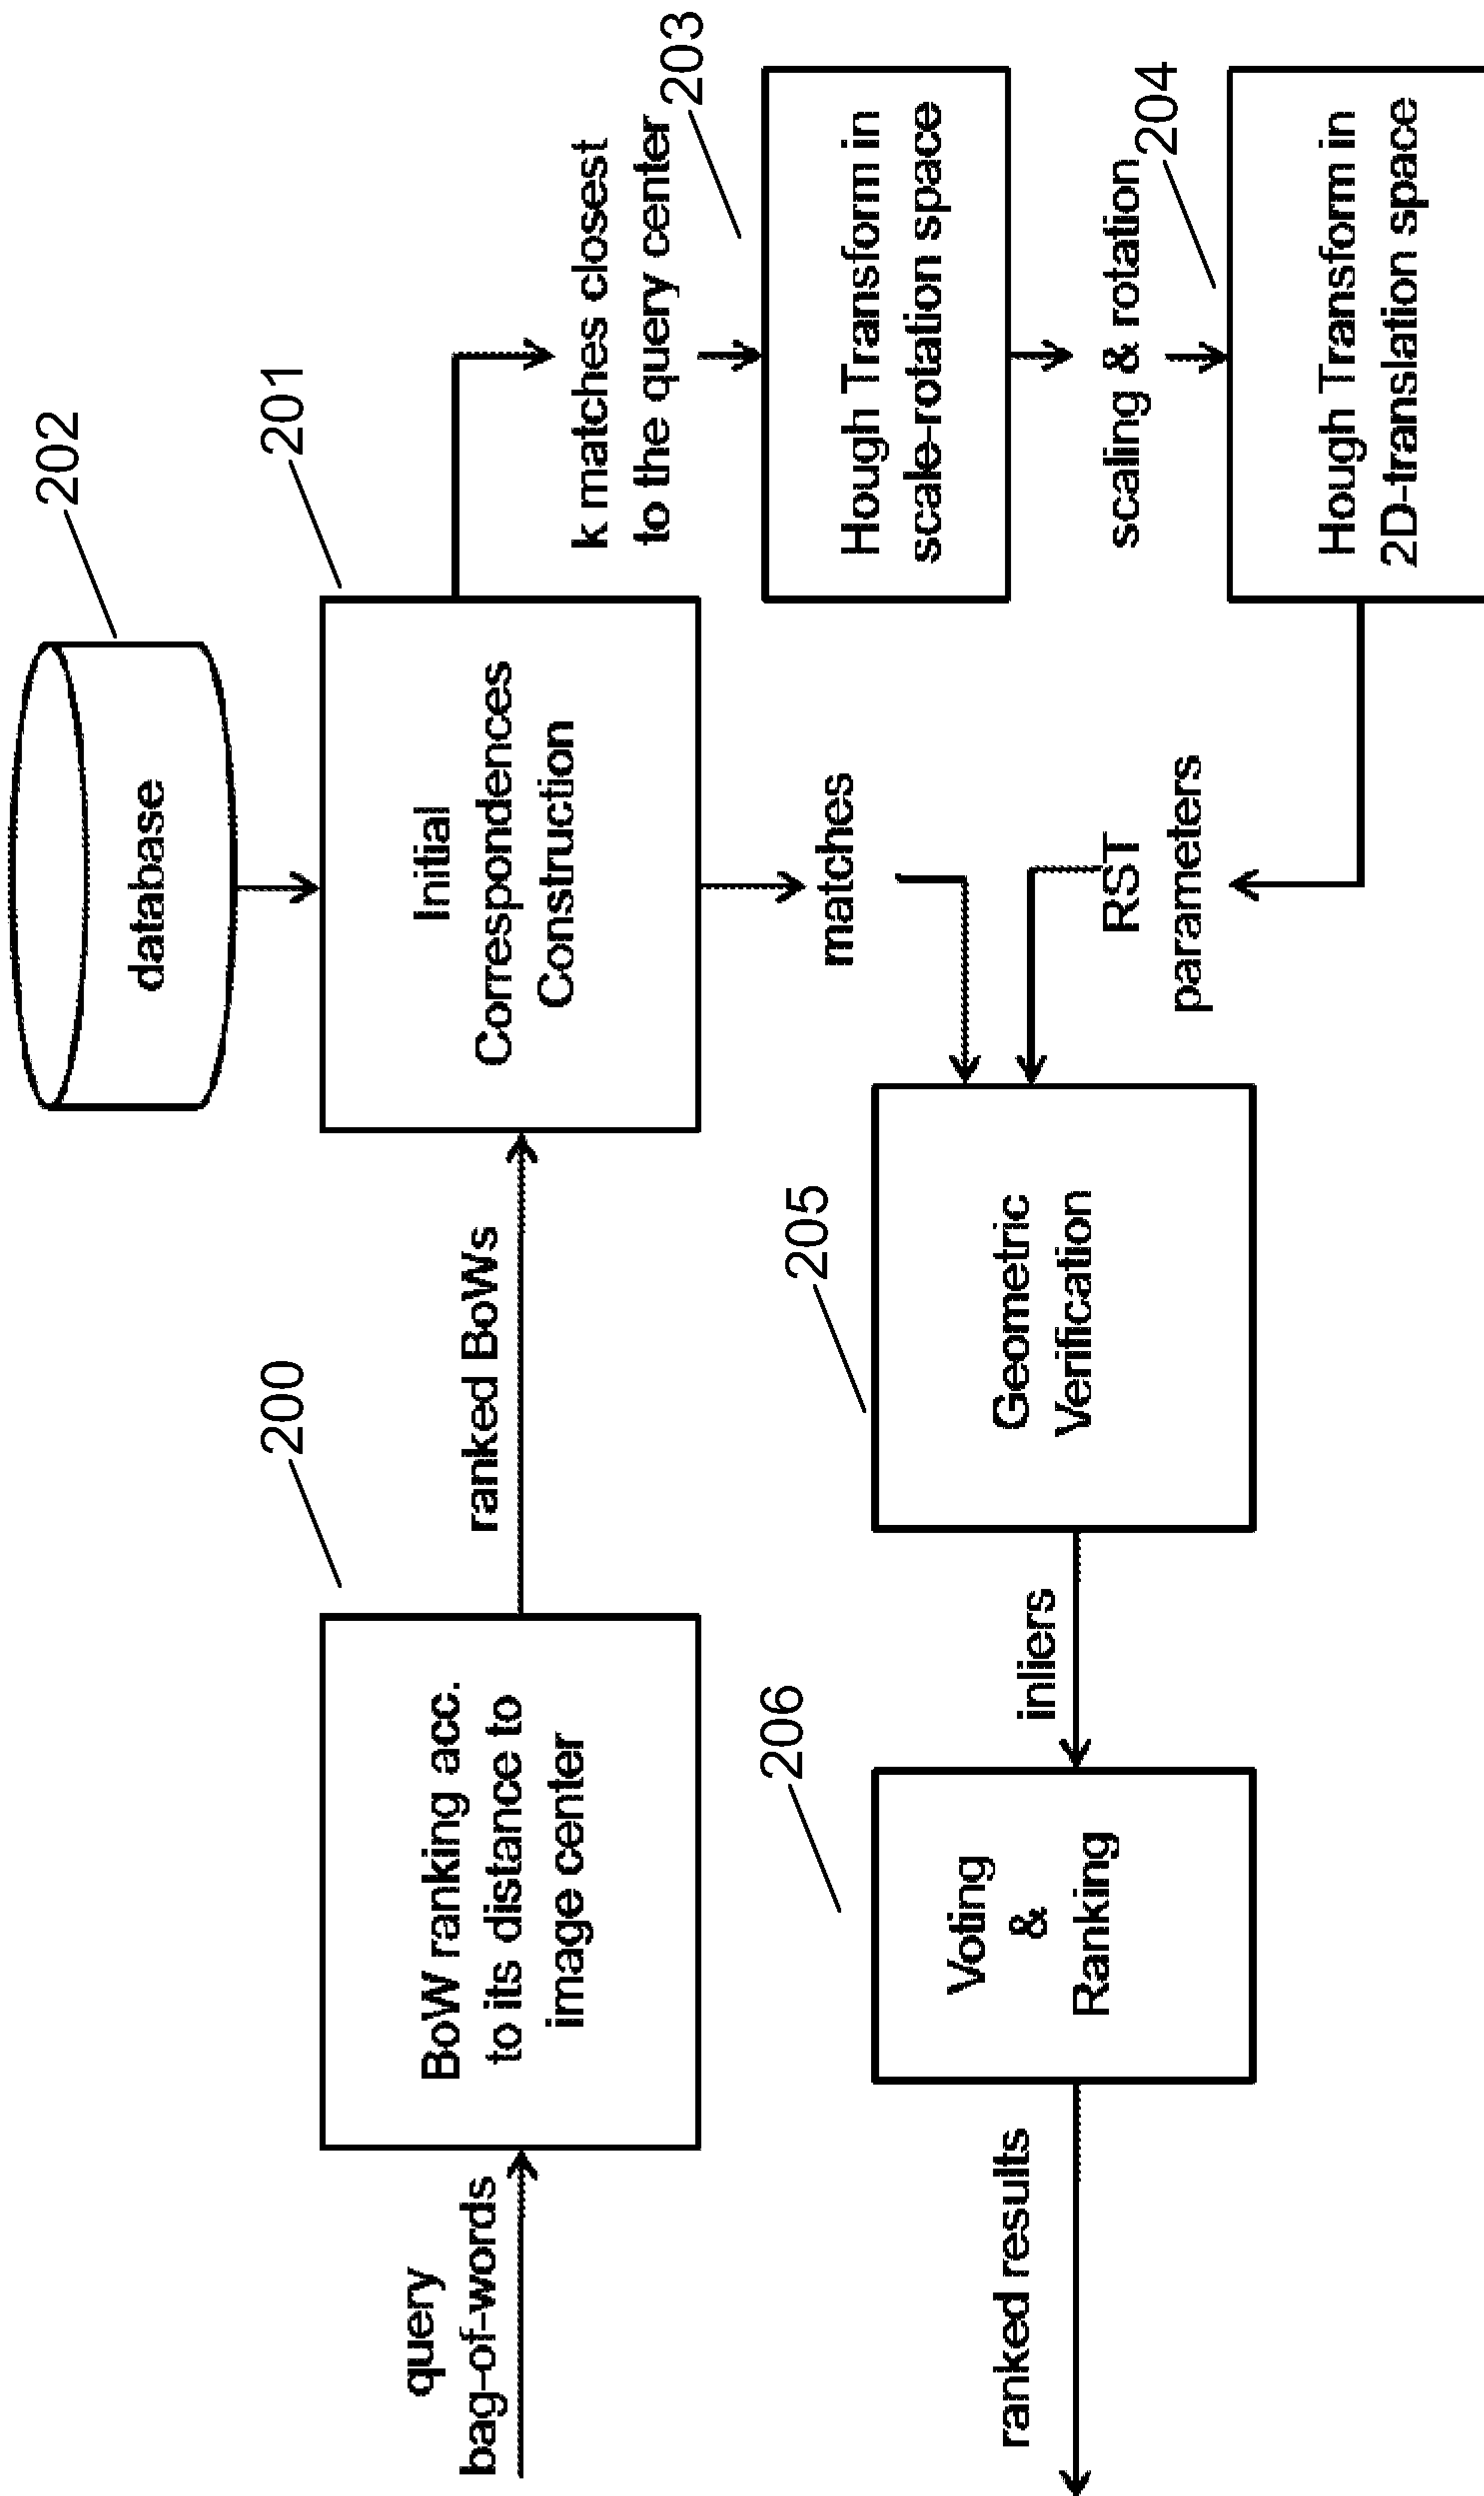 202
database
200
201
query
bag-of-words
BoW ranking acc.
to its distance to
image center
ranked BoWs
Initial
Correspondences
Construction
k matches closest
to the query center
203
matches
Hough Transform in
scale-rotation space
206
205
ranked results
Voting
&
Ranking
inliers
Geometric
Verification
RST
parameters
scaling & rotation
204
Hough Transform in
2D-translation space